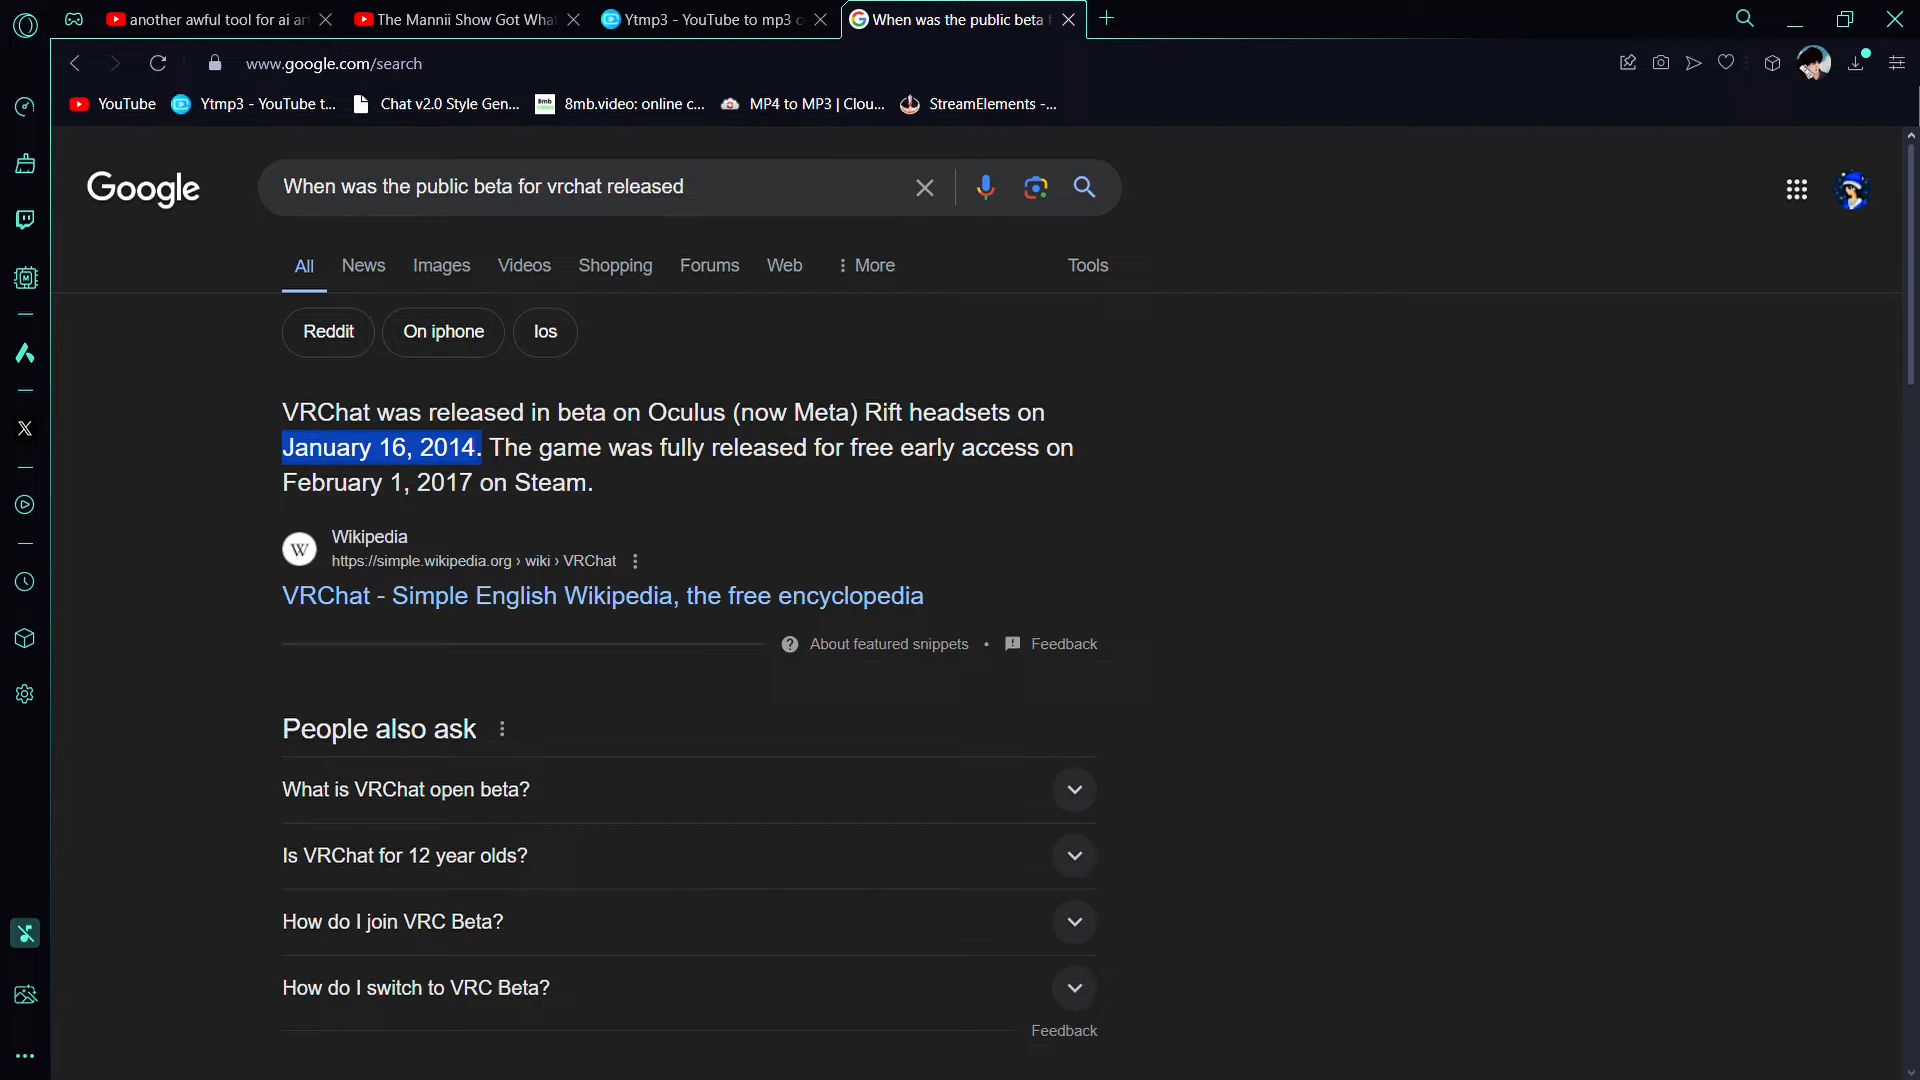 another awful tool for ai ar
The Mannii Show Got Wha
Ytmp3 - YouTube to mp3 c
When was the public beta f
www.google.com/search
YouTube
Ytmp3 - YouTube t...
Chat v2.0 Style Gen...
8mb
video
8mb.video: online c...
MP4 to MP3 | Clou...
StreamElements -...
Google
When was the public beta for vrchat released
All
News
Images
Videos
Shopping
Forums
Web
More
Tools
Reddit
On iphone
Ios
VRChat was released in beta on Oculus (now Meta) Rift headsets on
January 16, 2014. The game was fully released for free early access on
February 1, 2017 on Steam.
W
Wikipedia
https://simple.wikipedia.org › wiki › VRChat
VRChat - Simple English Wikipedia, the free encyclopedia
About featured snippets • Feedback
People also ask
What is VRChat open beta?
Is VRChat for 12 year olds?
How do I join VRC Beta?
How do I switch to VRC Beta?
Feedback